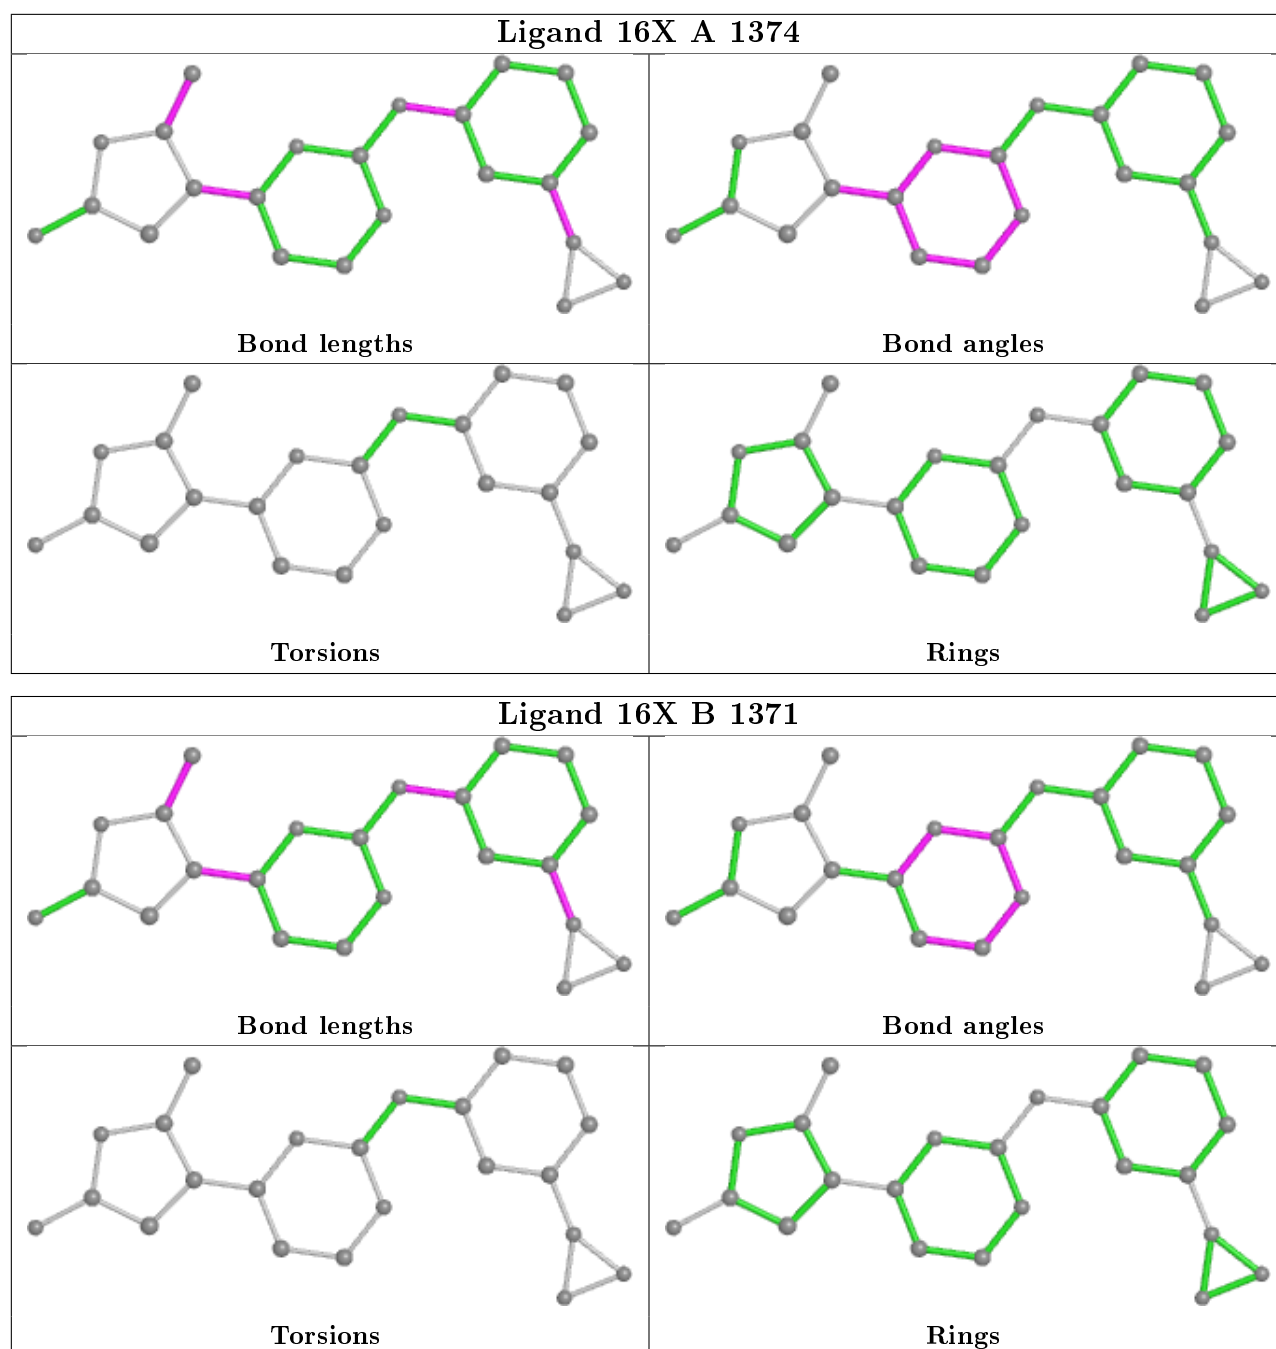 Ligand 16X A 1374
Bond lengths
Bond angles
Torsions
Rings
Ligand 16X B 1371
Bond lengths
Bond angles
Torsions
Rings